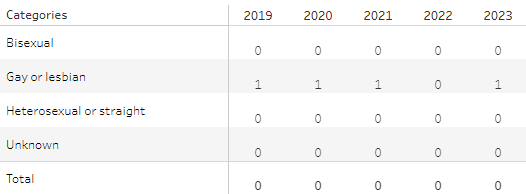 Categories 2019 2020 2021 2022 2023
Bisexual 0 0 0 0 0
Gay or lesbian 1 1 1 0 1
Heterosexual or straight 0 0 0 0 0
Unknown 0 0 0 0 0
Total 0 0 0 0 0